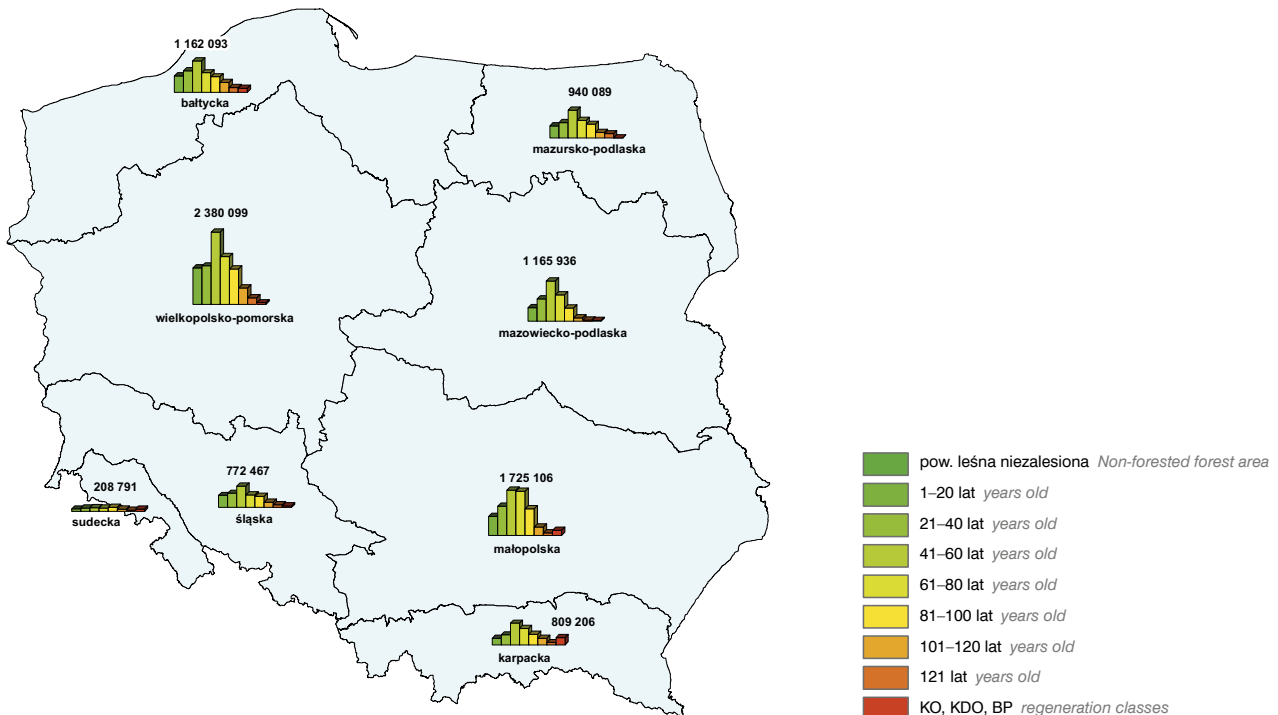 1 162 093
bałtycka
940 089
mazursko-podlaska
2 380 099
wielkopolsko-pomorska
1 165 936
mazowiecko-podlaska
208 791
sudecka
772 467
śląska
1 725 106
małopolska
809 206
karpacka
pow. leśna niezalesiona Non-forested forest area
1–20 lat years old
21–40 lat years old
41–60 lat years old
61–80 lat years old
81–100 lat years old
101–120 lat years old
121 lat years old
KO, KDO, BP regeneration classes